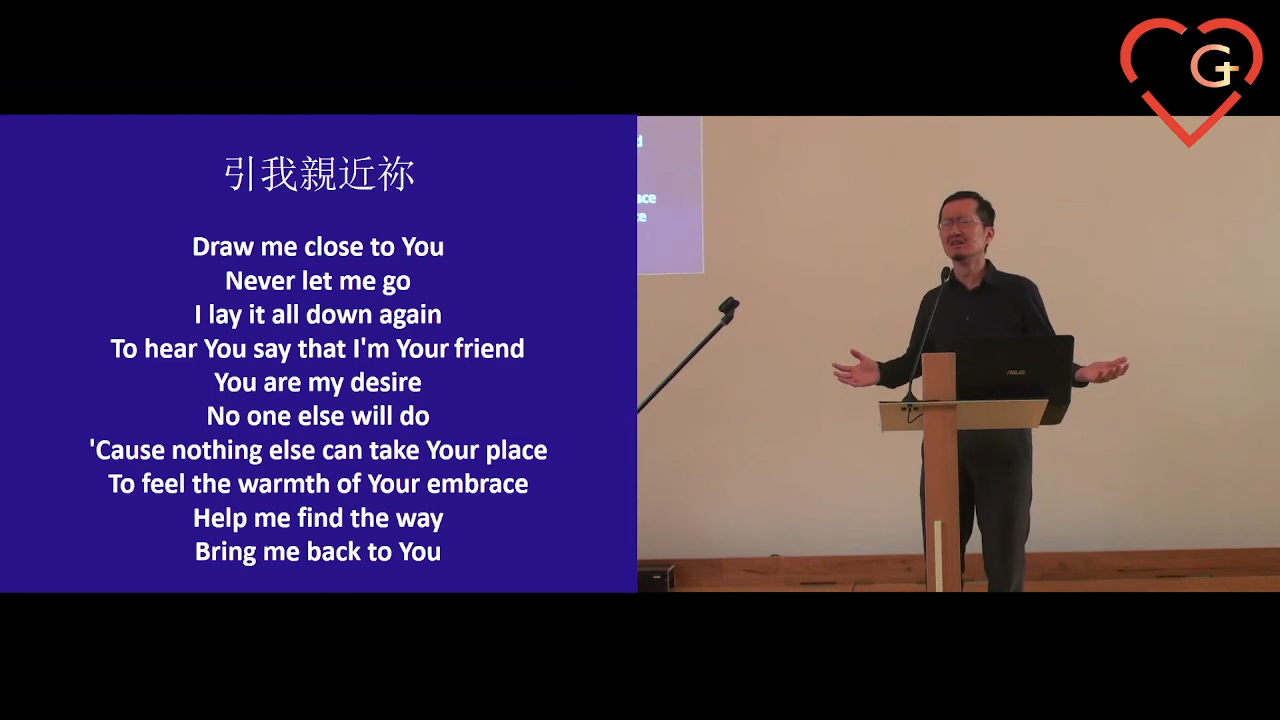 引我親近祢
Draw me close to You
Never let me go
I lay it all down again
To hear You say that I'm Your friend
You are my desire
No one else will do
'Cause nothing else can take Your place
To feel the warmth of Your embrace
Help me find the way
Bring me back to You
G
ASUS